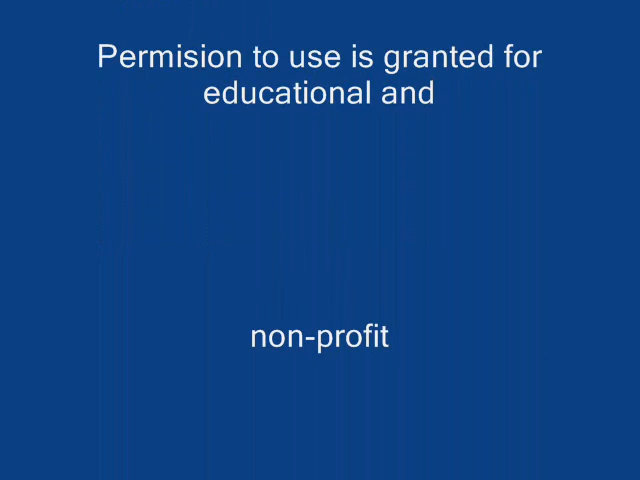 Permision to use is granted for
educational and
non-profit